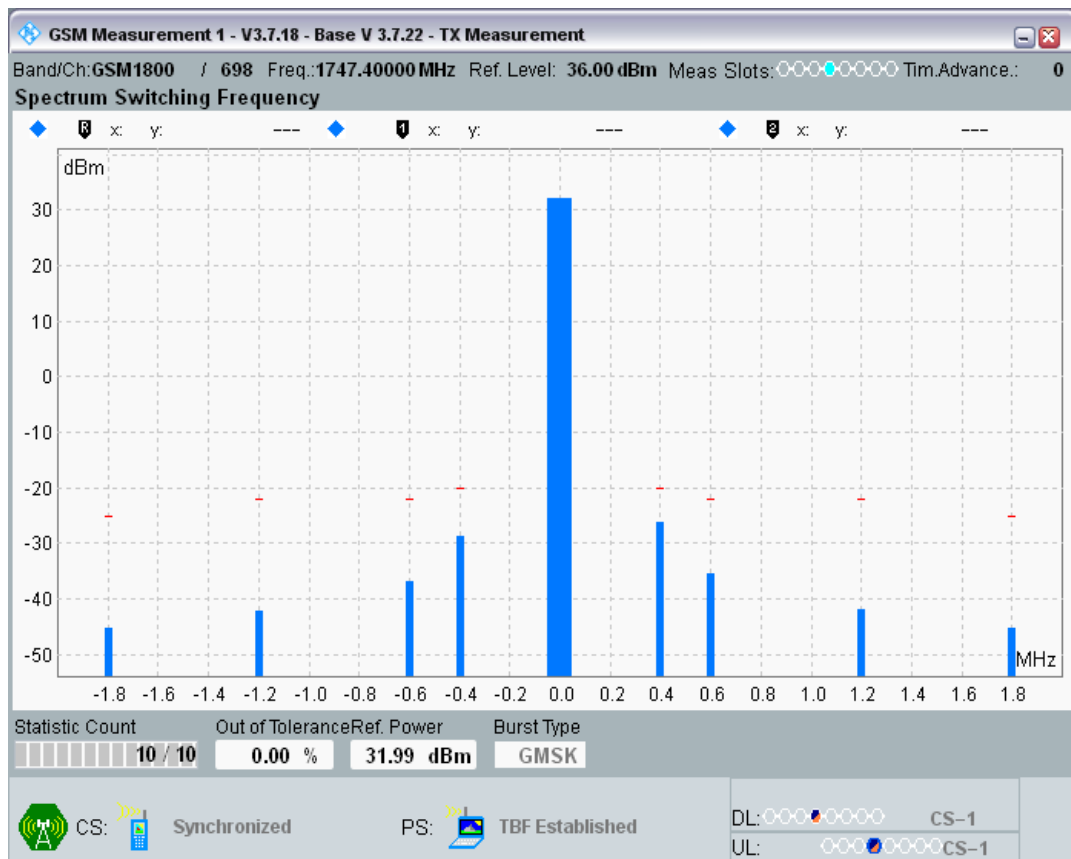 GSM Measurement 1 - V3.7.18 - Base V 3.7.22 - TX Measurement
Band/Ch:GSM1800 / 698 Freq.:1747.40000 MHz Ref. Level: 36.00 dBm Meas Slots: Tim.Advance.: 0
Spectrum Switching Frequency
R x: y: --- 1 x: y: --- 2 x: y: ---
dBm
30
20
10
0
-10
-20
-30
-40
-50
MHz
-1.8 -1.6 -1.4 -1.2 -1.0 -0.8 -0.6 -0.4 -0.2 0.0 0.2 0.4 0.6 0.8 1.0 1.2 1.4 1.6 1.8
Statistic Count Out of Tolerance Ref. Power Burst Type
10 / 10 0.00 % 31.99 dBm GMSK
CS: Synchronized PS: TBF Established DL: CS-1
UL: CS-1